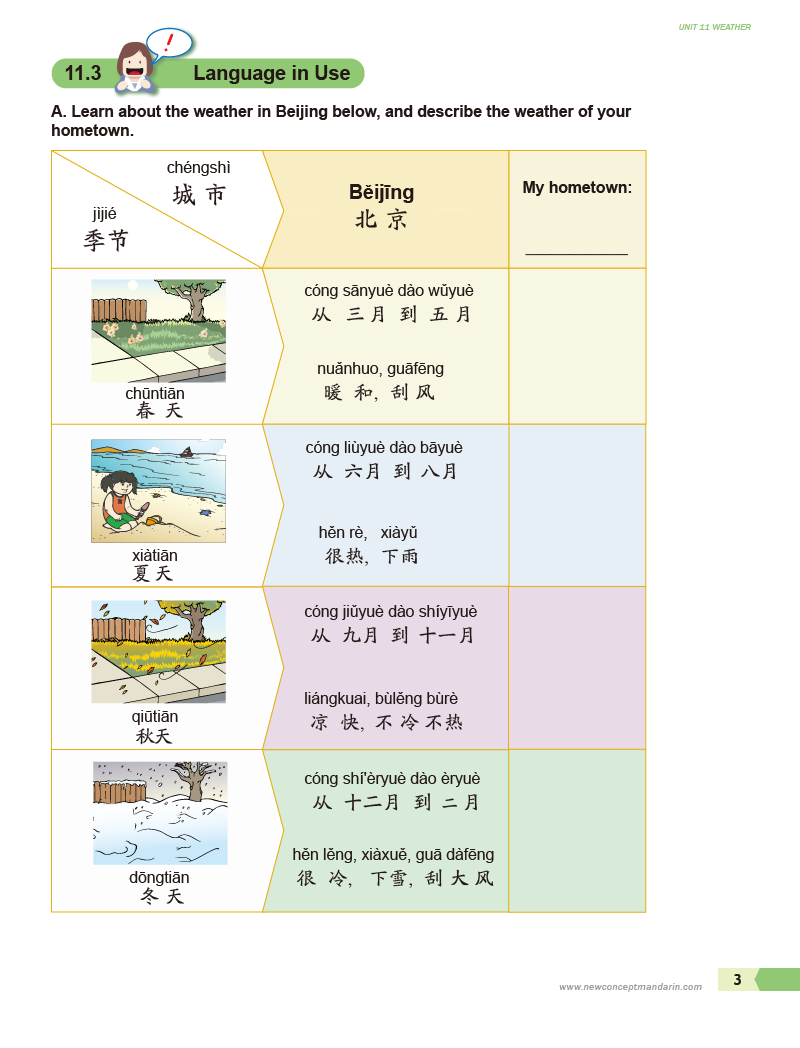 UNIT 11 WEATHER
!
11.3 Language in Use
A. Learn about the weather in Beijing below, and describe the weather of your
hometown.
chéngshì
城 市
jìjié
季节
Běijīng
北 京
My hometown:
cóng sānyuè dào wǔyuè
从 三月 到 五 月
nuǎnhuo, guāfēng
暖 和, 刮 风
chūntiān
春 天
cóng liùyuè dào bāyuè
从 六月 到 八月
hěn rè, xiàyǔ
很热, 下雨
xiàtiān
夏天
cóng jiǔyuè dào shíyīyuè
从 九月 到 十一月
liángkuai, bùlěng bùrè
凉 快, 不 冷 不热
qiūtiān
秋天
cóng shí'èryuè dào èryuè
从 十二月 到 二 月
hěn lěng, xiàxuě, guā dàfēng
很 冷, 下雪, 刮 大 风
dōngtiān
冬 天
www.newconceptmandarin.com
3